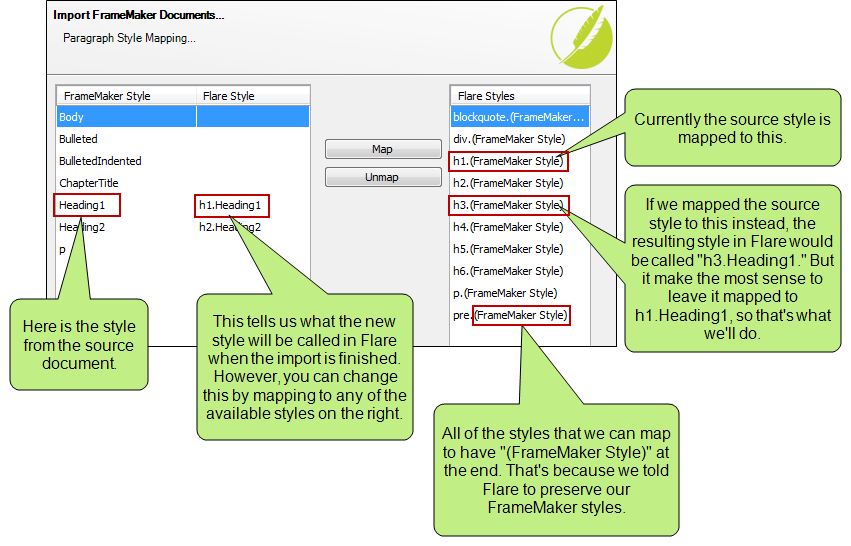 Import FrameMaker Documents...
Paragraph Style Mapping...
FrameMaker Style
Flare Style
Body
Bulleted
BulletedIndented
ChapterTitle
Heading1
h1.Heading1
Heading2
h2.Heading2
p
Map
Unmap
Flare Styles
blockquote.(FrameMaker...
div.(FrameMaker Style)
h1.(FrameMaker Style)
h2.(FrameMaker Style)
h3.(FrameMaker Style)
h4.(FrameMaker Style)
h5.(FrameMaker Style)
h6.(FrameMaker Style)
p.(FrameMaker Style)
pre.(FrameMaker Style)
Currently the source style is
mapped to this.
If we mapped the source
style to this instead, the
resulting style in Flare would
be called "h3.Heading1." But
it make the most sense to
leave it mapped to
h1.Heading1, so that's what
we'll do.
Here is the style
from the source
document.
This tells us what the new
style will be called in Flare
when the import is finished.
However, you can change
this by mapping to any of the
available styles on the right.
All of the styles that we can map
to have "(FrameMaker Style)" at
the end. That's because we told
Flare to preserve our
FrameMaker styles.